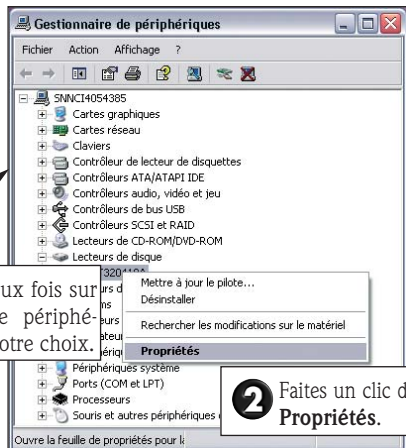 Gestionnaire de périphériques
Fichier Action Affichage ?
SNNCI4054385
Cartes graphiques
Cartes réseau
Claviers
Contrôleur de lecteur de disquettes
Contrôleurs ATA/ATAPI IDE
Contrôleurs audio, vidéo et jeu
Contrôleurs de bus USB
Contrôleurs SCSI et RAID
Lecteurs de CD-ROM/DVD-ROM
Lecteurs de disque
ux fois sur
e périphé-
otre choix.
Mettre à jour le pilote...
Désinstaller
Rechercher les modifications sur le matériel
Propriétés
Périphériques système
Ports (COM et LPT)
Processeurs
Souris et autres périphériques
2 Faites un clic d
Propriétés.
Ouvre la feuille de propriétés pour la